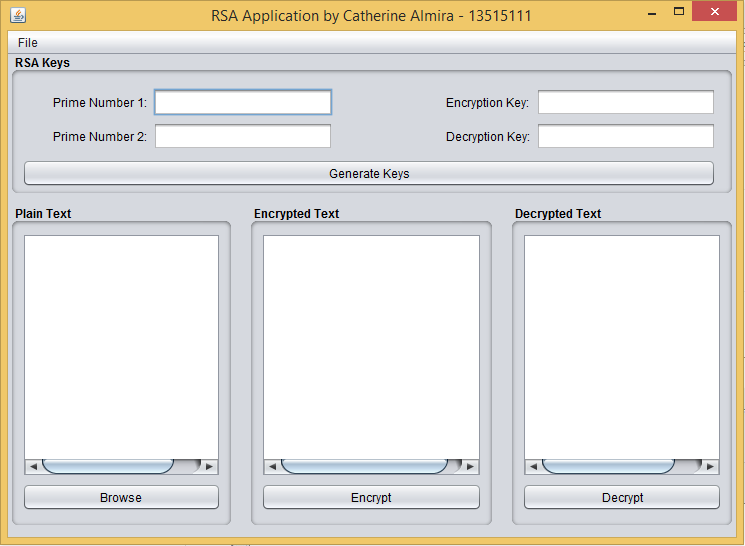 RSA Application by Catherine Almira - 13515111
File
RSA Keys
Prime Number 1: Encryption Key:
Prime Number 2: Decryption Key:
Generate Keys
Plain Text Encrypted Text Decrypted Text
Browse Encrypt Decrypt